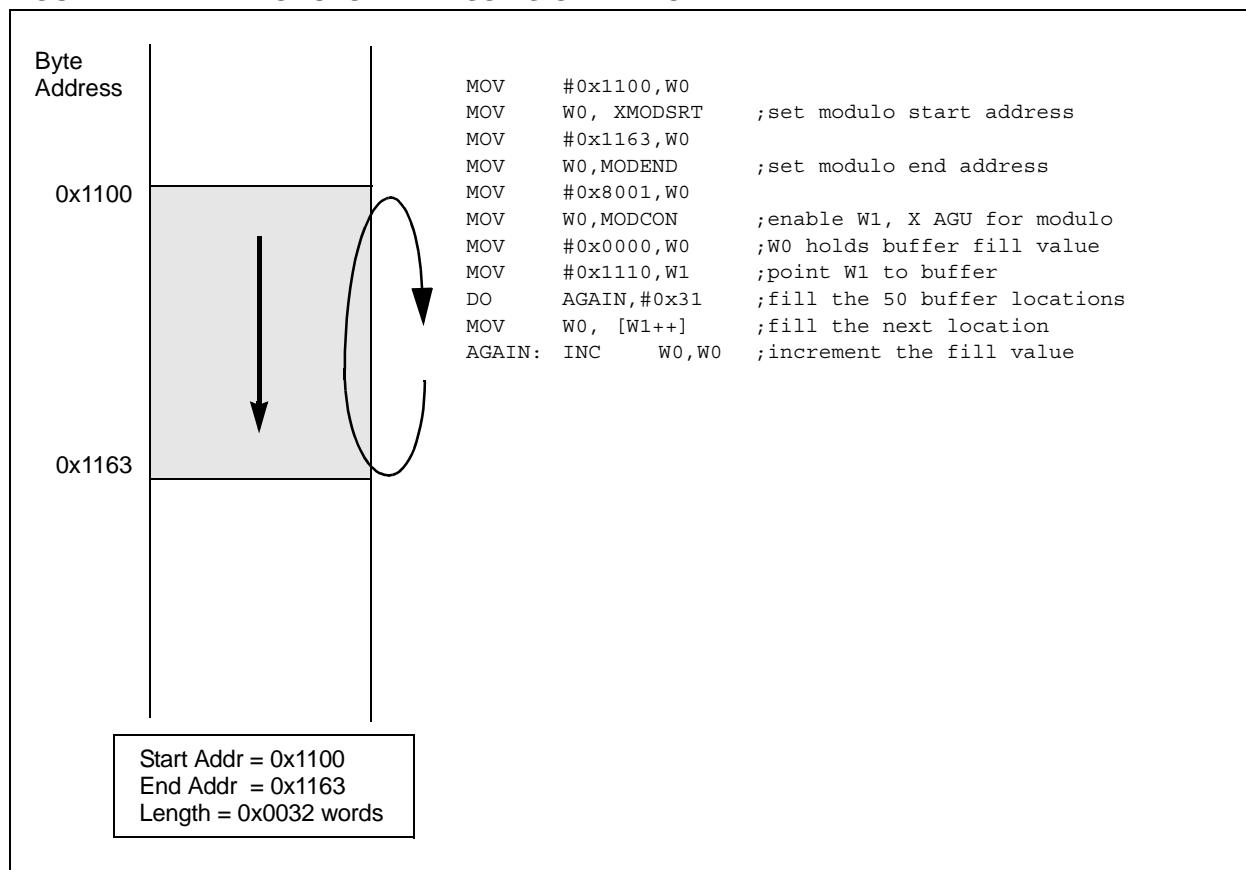 Byte
Address
MOV #0x1100,W0
MOV W0, XMODSRT ;set modulo start address
MOV #0x1163,W0
MOV W0,MODEND ;set modulo end address
0x1100
MOV #0x8001,W0
MOV W0,MODCON ;enable W1, X AGU for modulo
MOV #0x0000,W0 ;W0 holds buffer fill value
MOV #0x1110,W1 ;point W1 to buffer
DO AGAIN,#0x31 ;fill the 50 buffer locations
MOV W0, [W1++] ;fill the next location
AGAIN: INC W0,W0 ;increment the fill value
0x1163
Start Addr = 0x1100
End Addr = 0x1163
Length = 0x0032 words